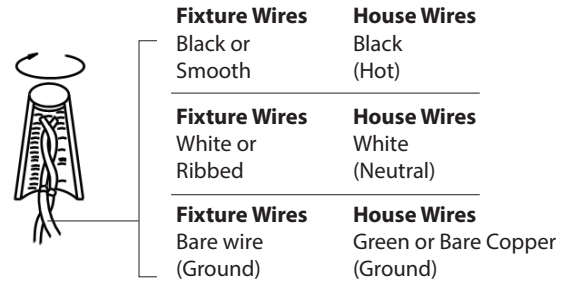 Fixture Wires House Wires
Black or Black
Smooth (Hot)
Fixture Wires House Wires
White or White
Ribbed (Neutral)
Fixture Wires House Wires
Bare wire Green or Bare Copper
(Ground) (Ground)